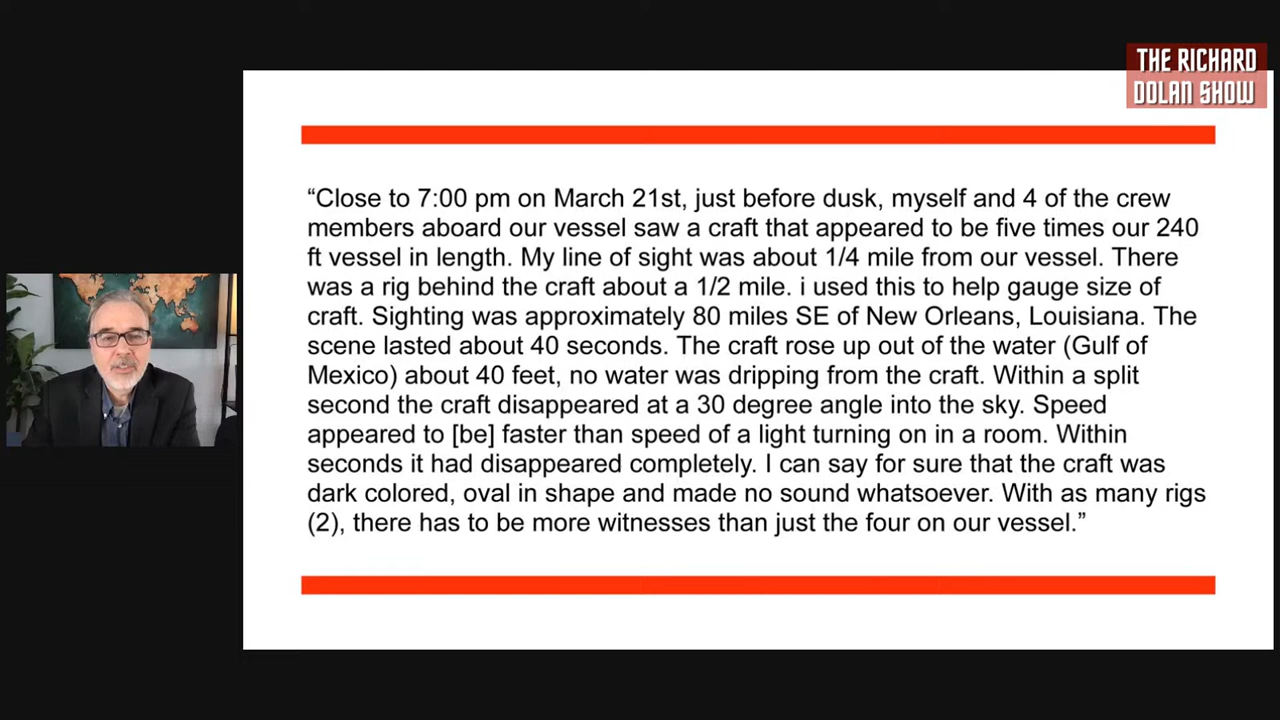 THE RICHARD
DOLAN SHOW
“Close to 7:00 pm on March 21st, just before dusk, myself and 4 of the crew
members aboard our vessel saw a craft that appeared to be five times our 240
ft vessel in length. My line of sight was about 1/4 mile from our vessel. There
was a rig behind the craft about a 1/2 mile. i used this to help gauge size of
craft. Sighting was approximately 80 miles SE of New Orleans, Louisiana. The
scene lasted about 40 seconds. The craft rose up out of the water (Gulf of
Mexico) about 40 feet, no water was dripping from the craft. Within a split
second the craft disappeared at a 30 degree angle into the sky. Speed
appeared to [be] faster than speed of a light turning on in a room. Within
seconds it had disappeared completely. I can say for sure that the craft was
dark colored, oval in shape and made no sound whatsoever. With as many rigs
(2), there has to be more witnesses than just the four on our vessel.”